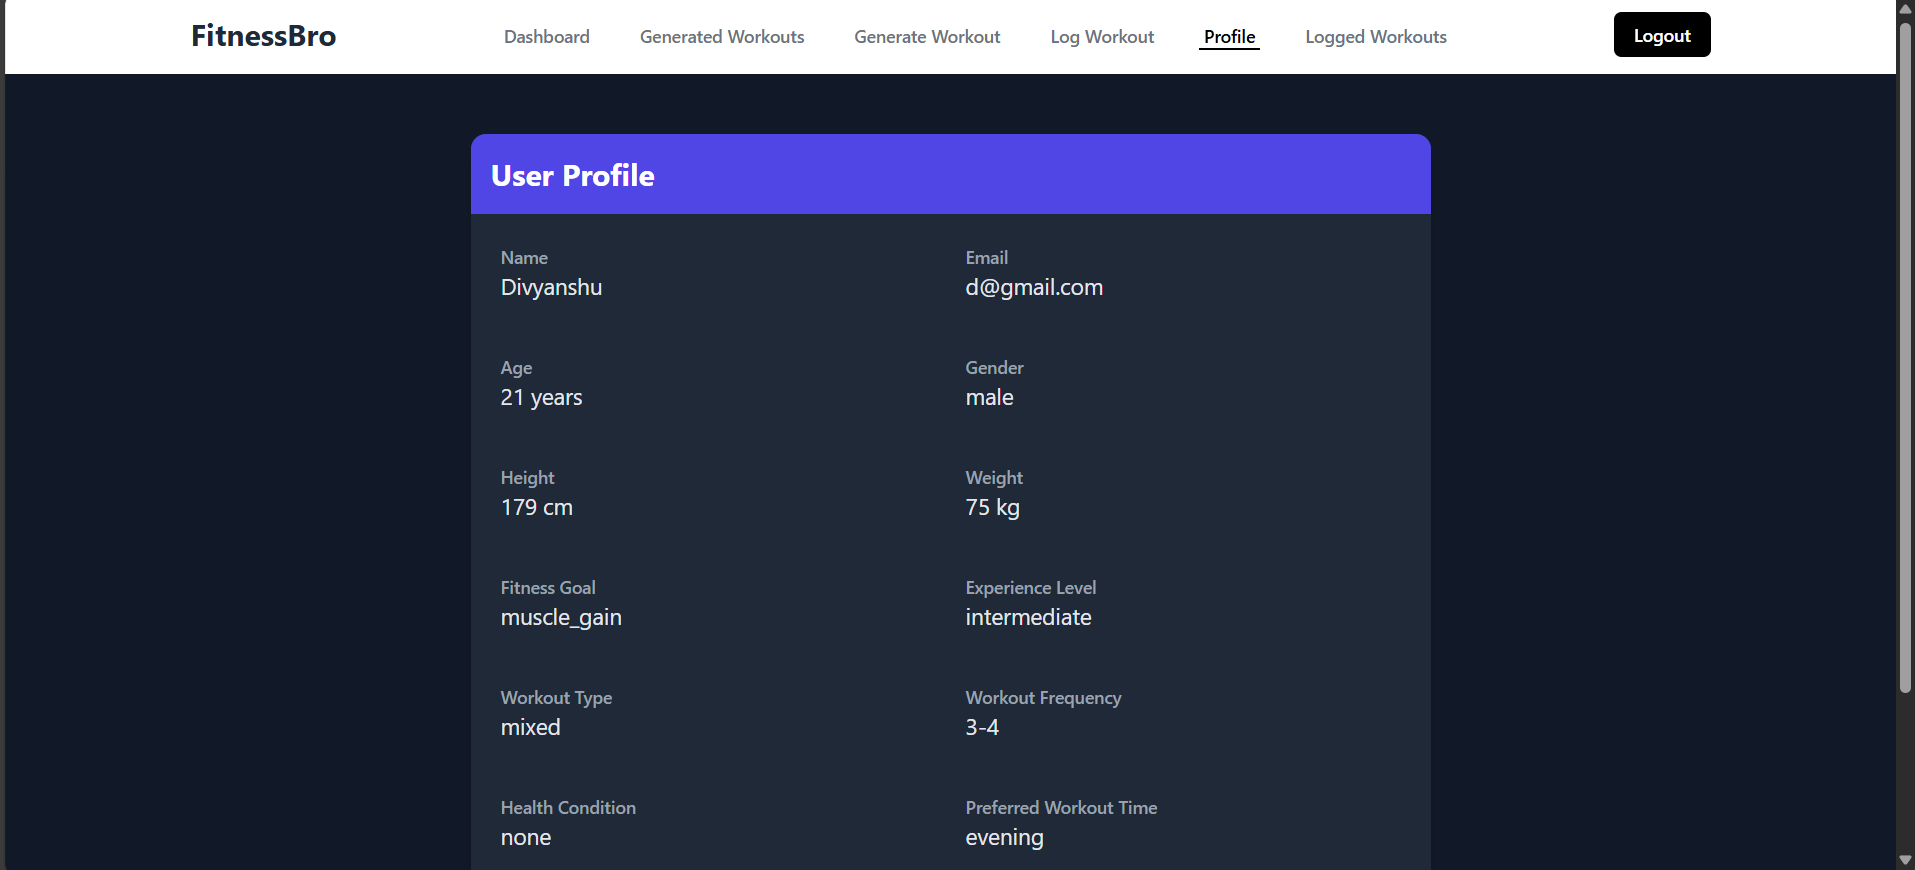 FitnessBro
Dashboard
Generated Workouts
Generate Workout
Log Workout
Profile
Logged Workouts
Logout
User Profile
Name
Divyanshu
Email
d@gmail.com
Age
21 years
Gender
male
Height
179 cm
Weight
75 kg
Fitness Goal
muscle_gain
Experience Level
intermediate
Workout Type
mixed
Workout Frequency
3-4
Health Condition
none
Preferred Workout Time
evening